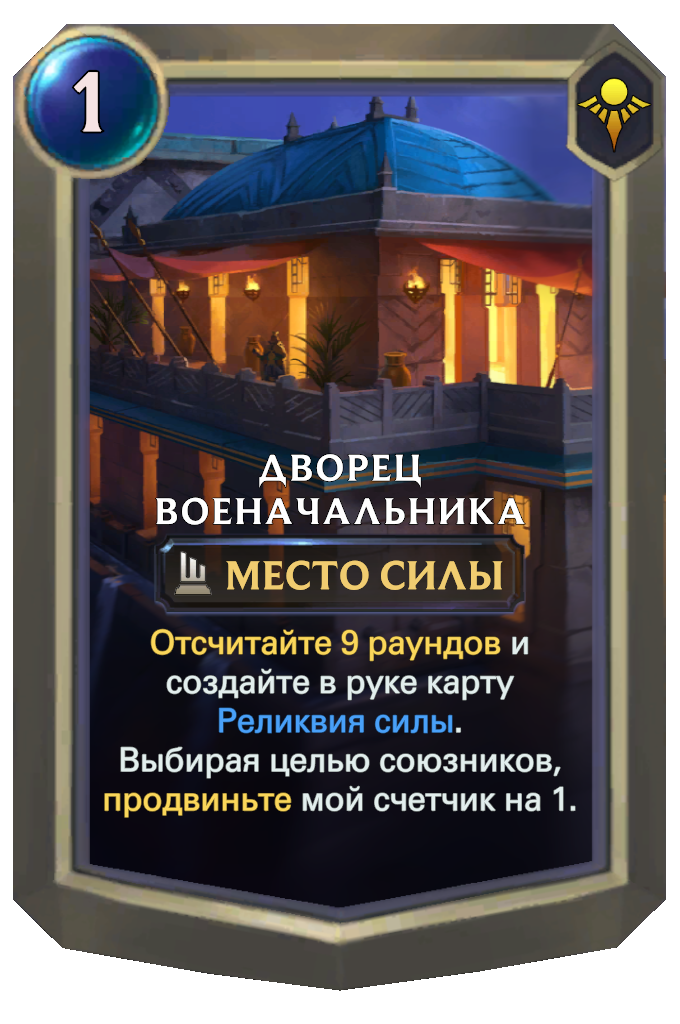 1
ДВОРЕЦ
ВОЕНАЧАЛЬНИКА
МЕСТО СИЛЫ
Отсчитайте 9 раундов и
создайте в руке карту
Реликвия силы.
Выбирая целью союзников,
продвиньте мой счетчик на 1.